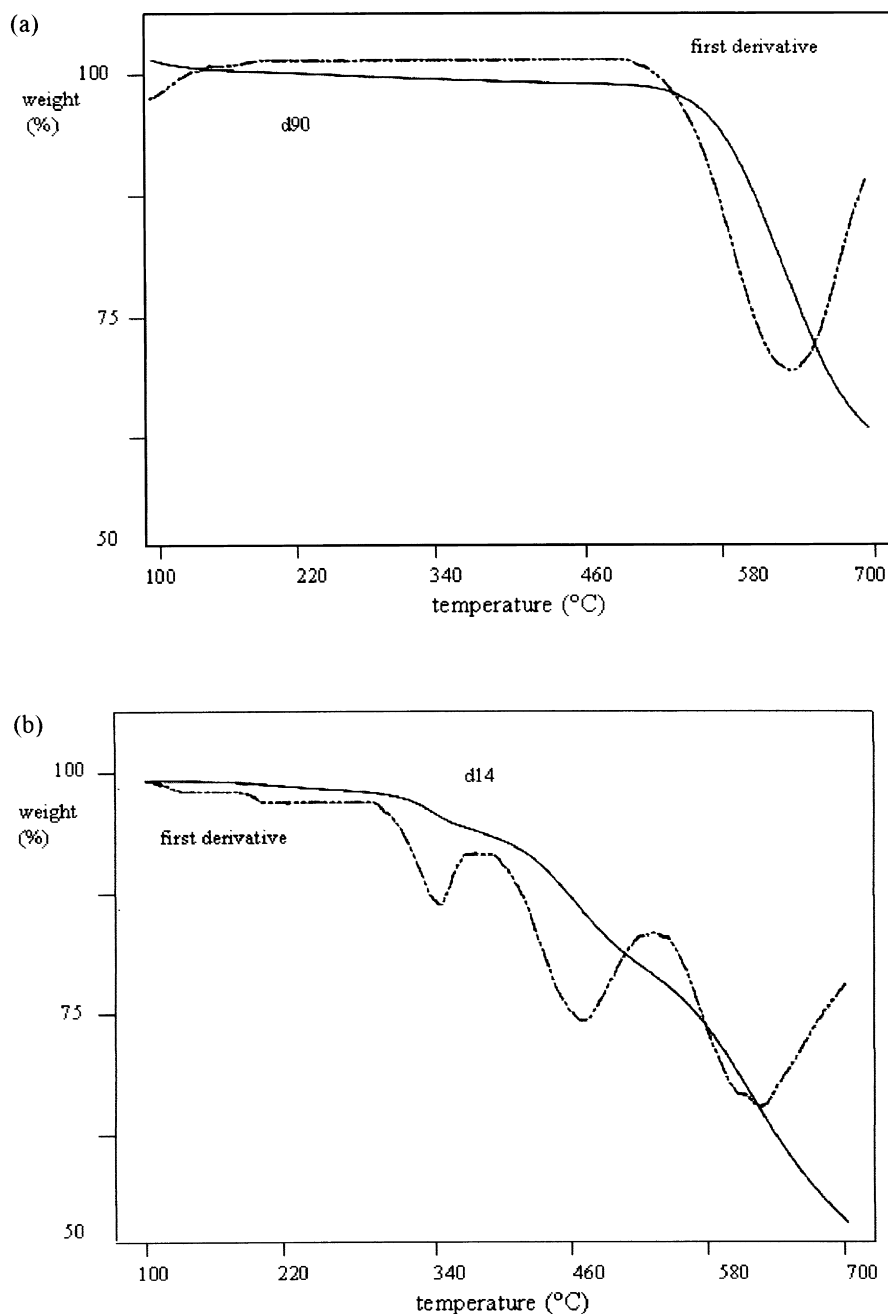 (a)
first derivative
100
weight
(%)
d90
75
50
100 220 340 460 580 700
temperature (°C)
(b)
d14
100
weight
(%)
first derivative
75
50
100 220 340 460 580 700
temperature (°C)